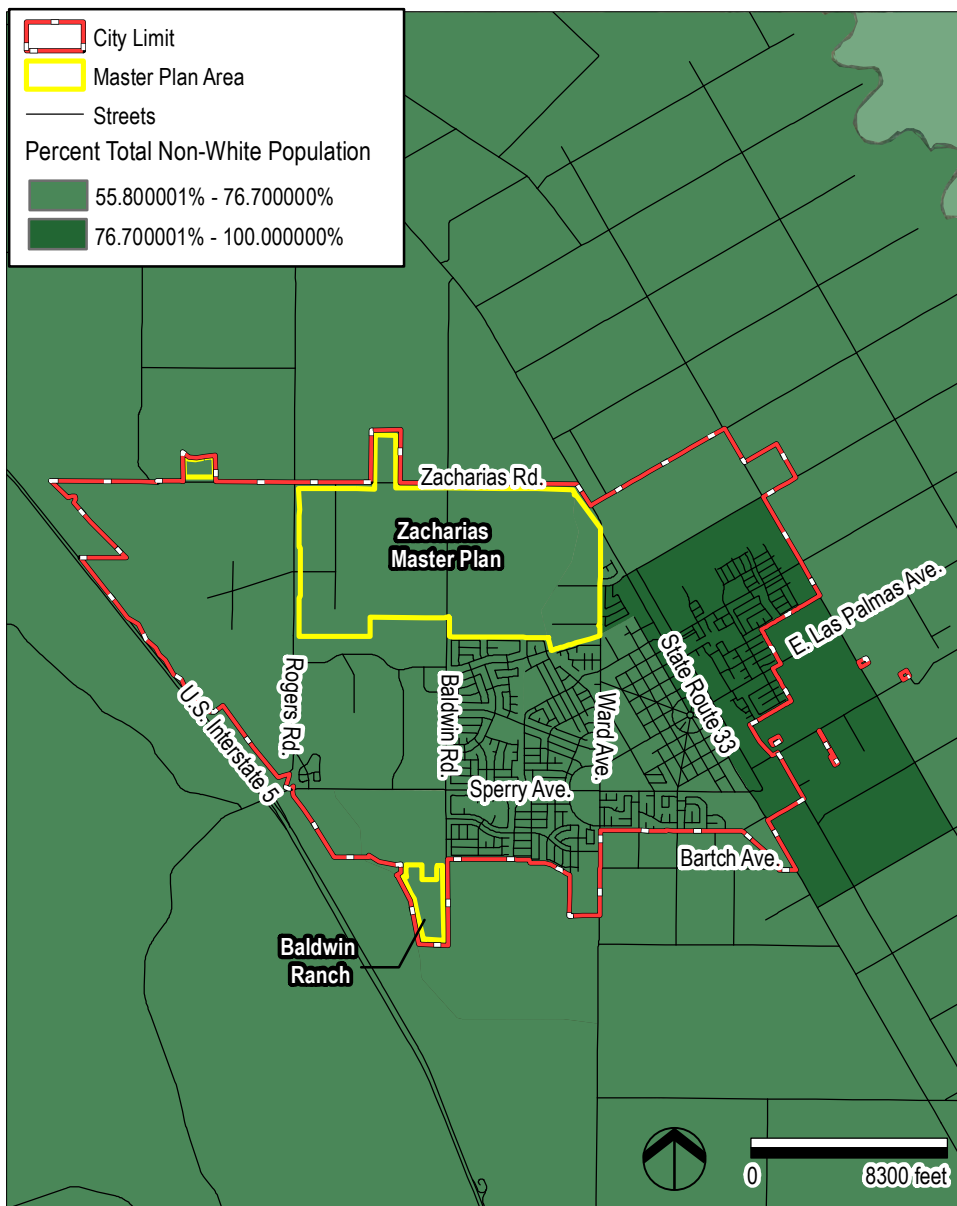 City Limit
Master Plan Area
Streets
Percent Total Non-White Population
55.800001% - 76.700000%
76.700001% - 100.000000%
Zacharias Rd.
Zacharias
Master Plan
E. Las Palmas Ave.
State Route 33
Rogers Rd.
Baldwin Rd.
Ward Ave.
U.S. Interstate 5
Sperry Ave.
Bartch Ave.
Baldwin
Ranch
0 8300 feet